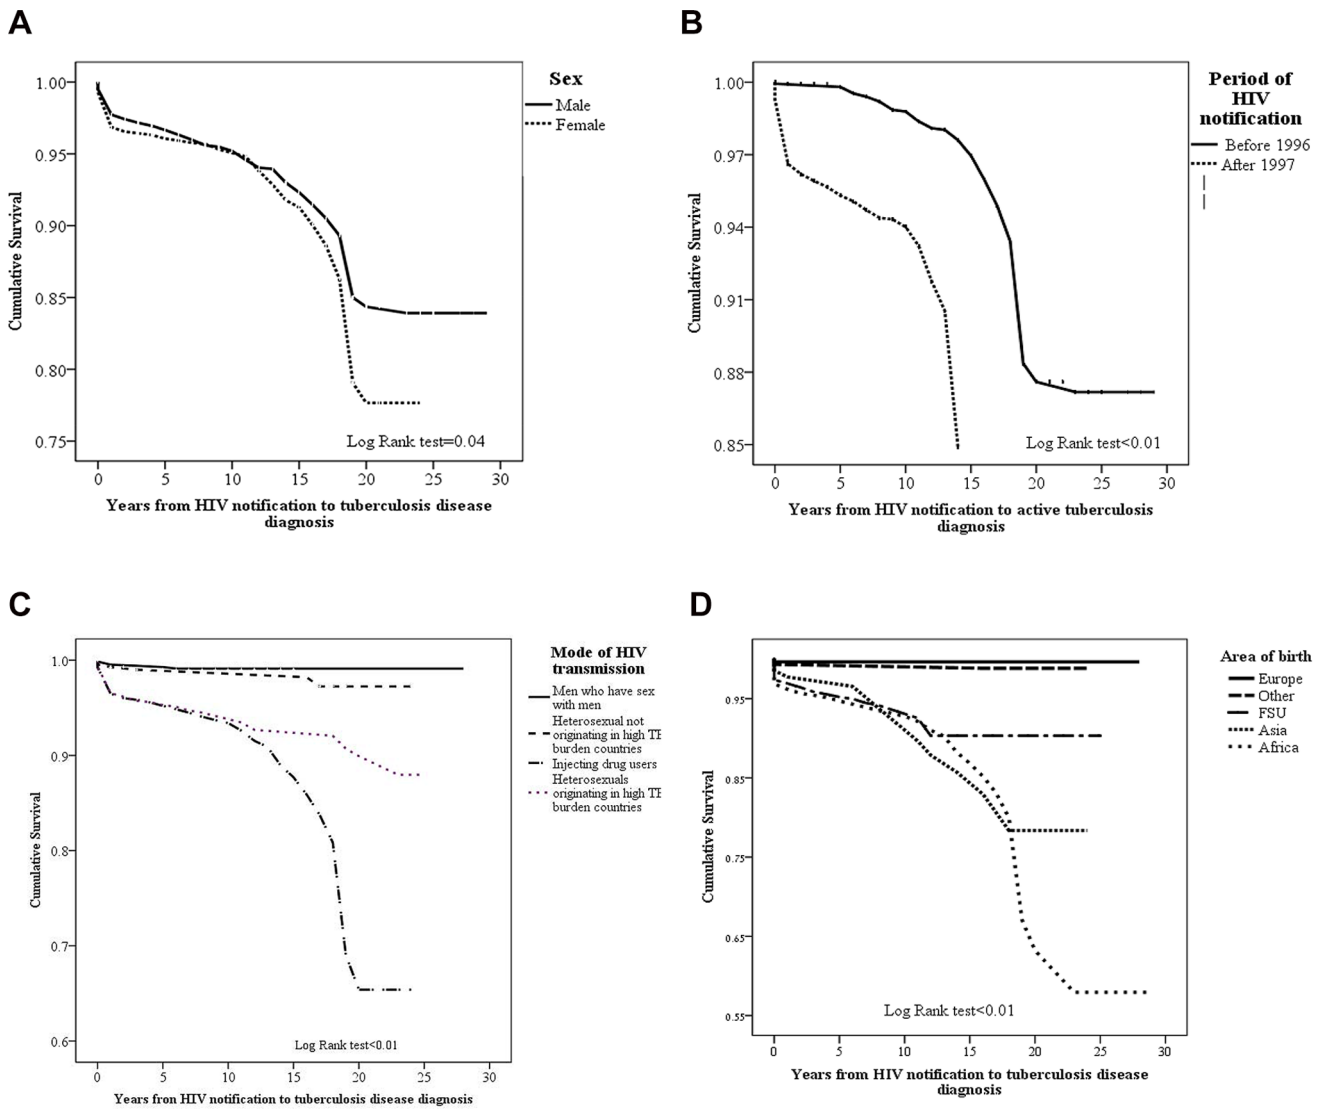 A
Sex
Male
Female
1.00
0.95
0.90
0.85
0.80
0.75
Cumulative Survival
Log Rank test=0.04
0 5 10 15 20 25 30
Years from HIV notification to tuberculosis disease
diagnosis
B
Period of
HIV
notification
Before 1996
After 1997
1.00
0.97
0.94
0.91
0.88
0.85
Cumulative Survival
Log Rank test<0.01
0 5 10 15 20 25 30
Years from HIV notification to active tuberculosis
diagnosis
C
Mode of HIV
transmission
Men who have sex
with men
Heterosexual not
originating in high TB
burden countries
Injecting drug users
Heterosexuals
originating in high TB
burden countries
1.0
0.9
0.8
0.7
0.6
Cumulative Survival
Log Rank test<0.01
0 5 10 15 20 25 30
Years from HIV notification to tuberculosis disease diagnosis
D
Area of birth
Europe
Other
FSU
Asia
Africa
0.95
0.85
0.75
0.65
0.55
Cumulative Survival
Log Rank test<0.01
0 5 10 15 20 25 30
Years from HIV notification to tuberculosis disease
diagnosis